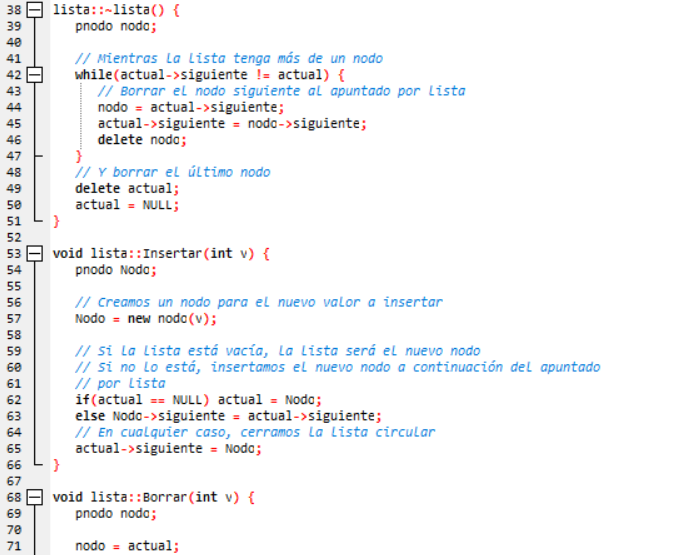 38 lista::~lista() {
39 pnodo nodo;
40
41 // Mientras la lista tenga más de un nodo
42 while(actual->siguiente != actual) {
43 // Borrar el nodo siguiente al apuntado por lista
44 nodo = actual->siguiente;
45 actual->siguiente = nodo->siguiente;
46 delete nodo;
47 }
48 // Y borrar el último nodo
49 delete actual;
50 actual = NULL;
51 }
52
53 void lista::Insertar(int v) {
54 pnodo Nodo;
55
56 // Creamos un nodo para el nuevo valor a insertar
57 Nodo = new nodo(v);
58
59 // Si la lista está vacía, la lista será el nuevo nodo
60 // Si no lo está, insertamos el nuevo nodo a continuación del apuntado
61 // por lista
62 if(actual == NULL) actual = Nodo;
63 else Nodo->siguiente = actual->siguiente;
64 // En cualquier caso, cerramos la lista circular
65 actual->siguiente = Nodo;
66 }
67
68 void lista::Borrar(int v) {
69 pnodo nodo;
70
71 nodo = actual;